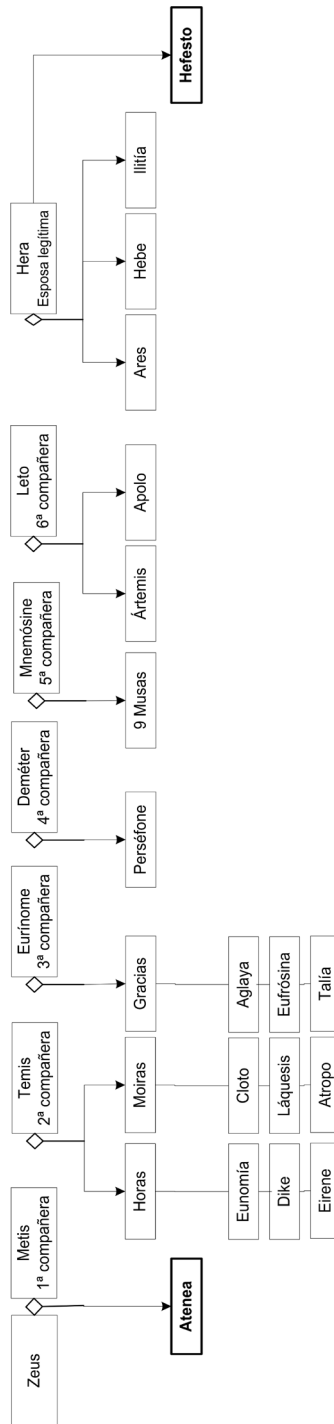 Zeus
Metis
1ª compañera
Temis
2ª compañera
Eurínome
3ª compañera
Deméter
4ª compañera
Mnemósine
5ª compañera
Leto
6ª compañera
Hera
Esposa legítima
Atenea
Horas
Moiras
Gracias
Perséfone
9 Musas
Ártemis
Apolo
Ares
Hebe
Ilitía
Hefesto
Eunomía
Dike
Eirene
Cloto
Láquesis
Atropo
Aglaya
Eufrósina
Talía